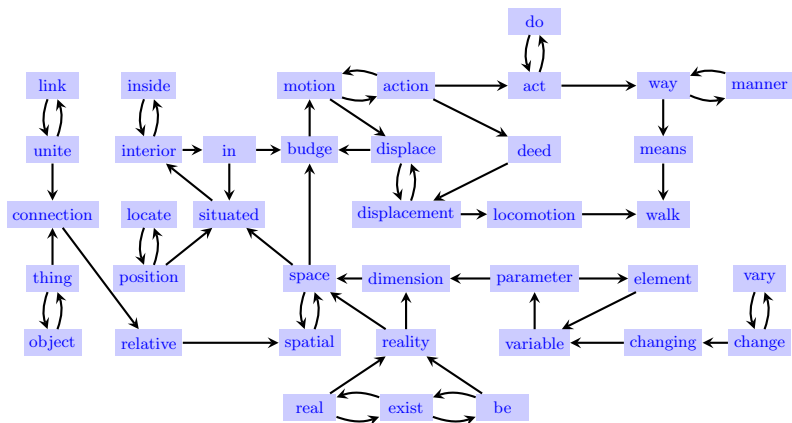 do
link inside motion action act way manner
unite interior in budge displace deed means
connection locate situated displacement locomotion walk
thing position space dimension parameter element vary
object relative spatial reality variable changing change
real exist be